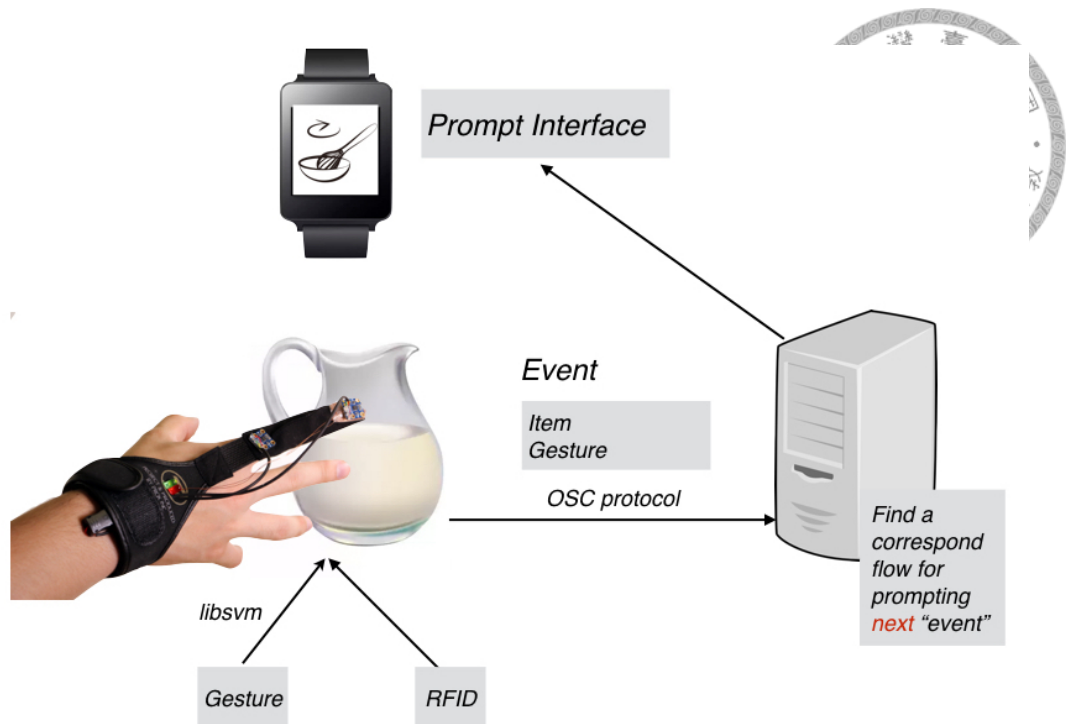 Prompt Interface
Event
Item
Gesture
OSC protocol
Find a
correspond
flow for
prompting
next “event”
libsvm
Gesture
RFID